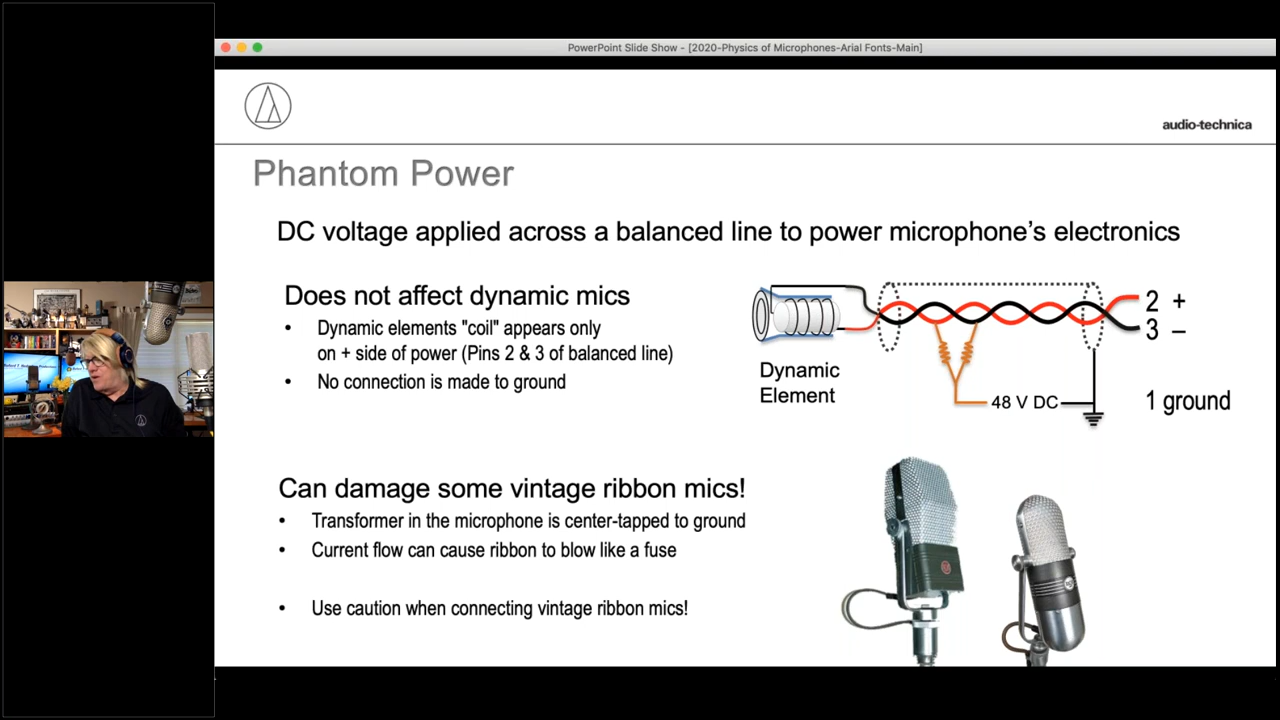 PowerPoint Slide Show - [2020-Physics of Microphones-Arial Fonts-Main]
audio-technica
Phantom Power
DC voltage applied across a balanced line to power microphone's electronics
Does not affect dynamic mics
• Dynamic elements "coil" appears only
on + side of power (Pins 2 & 3 of balanced line)
• No connection is made to ground
2 +
3 –
Dynamic
Element
48 V DC
1 ground
Can damage some vintage ribbon mics!
• Transformer in the microphone is center-tapped to ground
• Current flow can cause ribbon to blow like a fuse
• Use caution when connecting vintage ribbon mics!